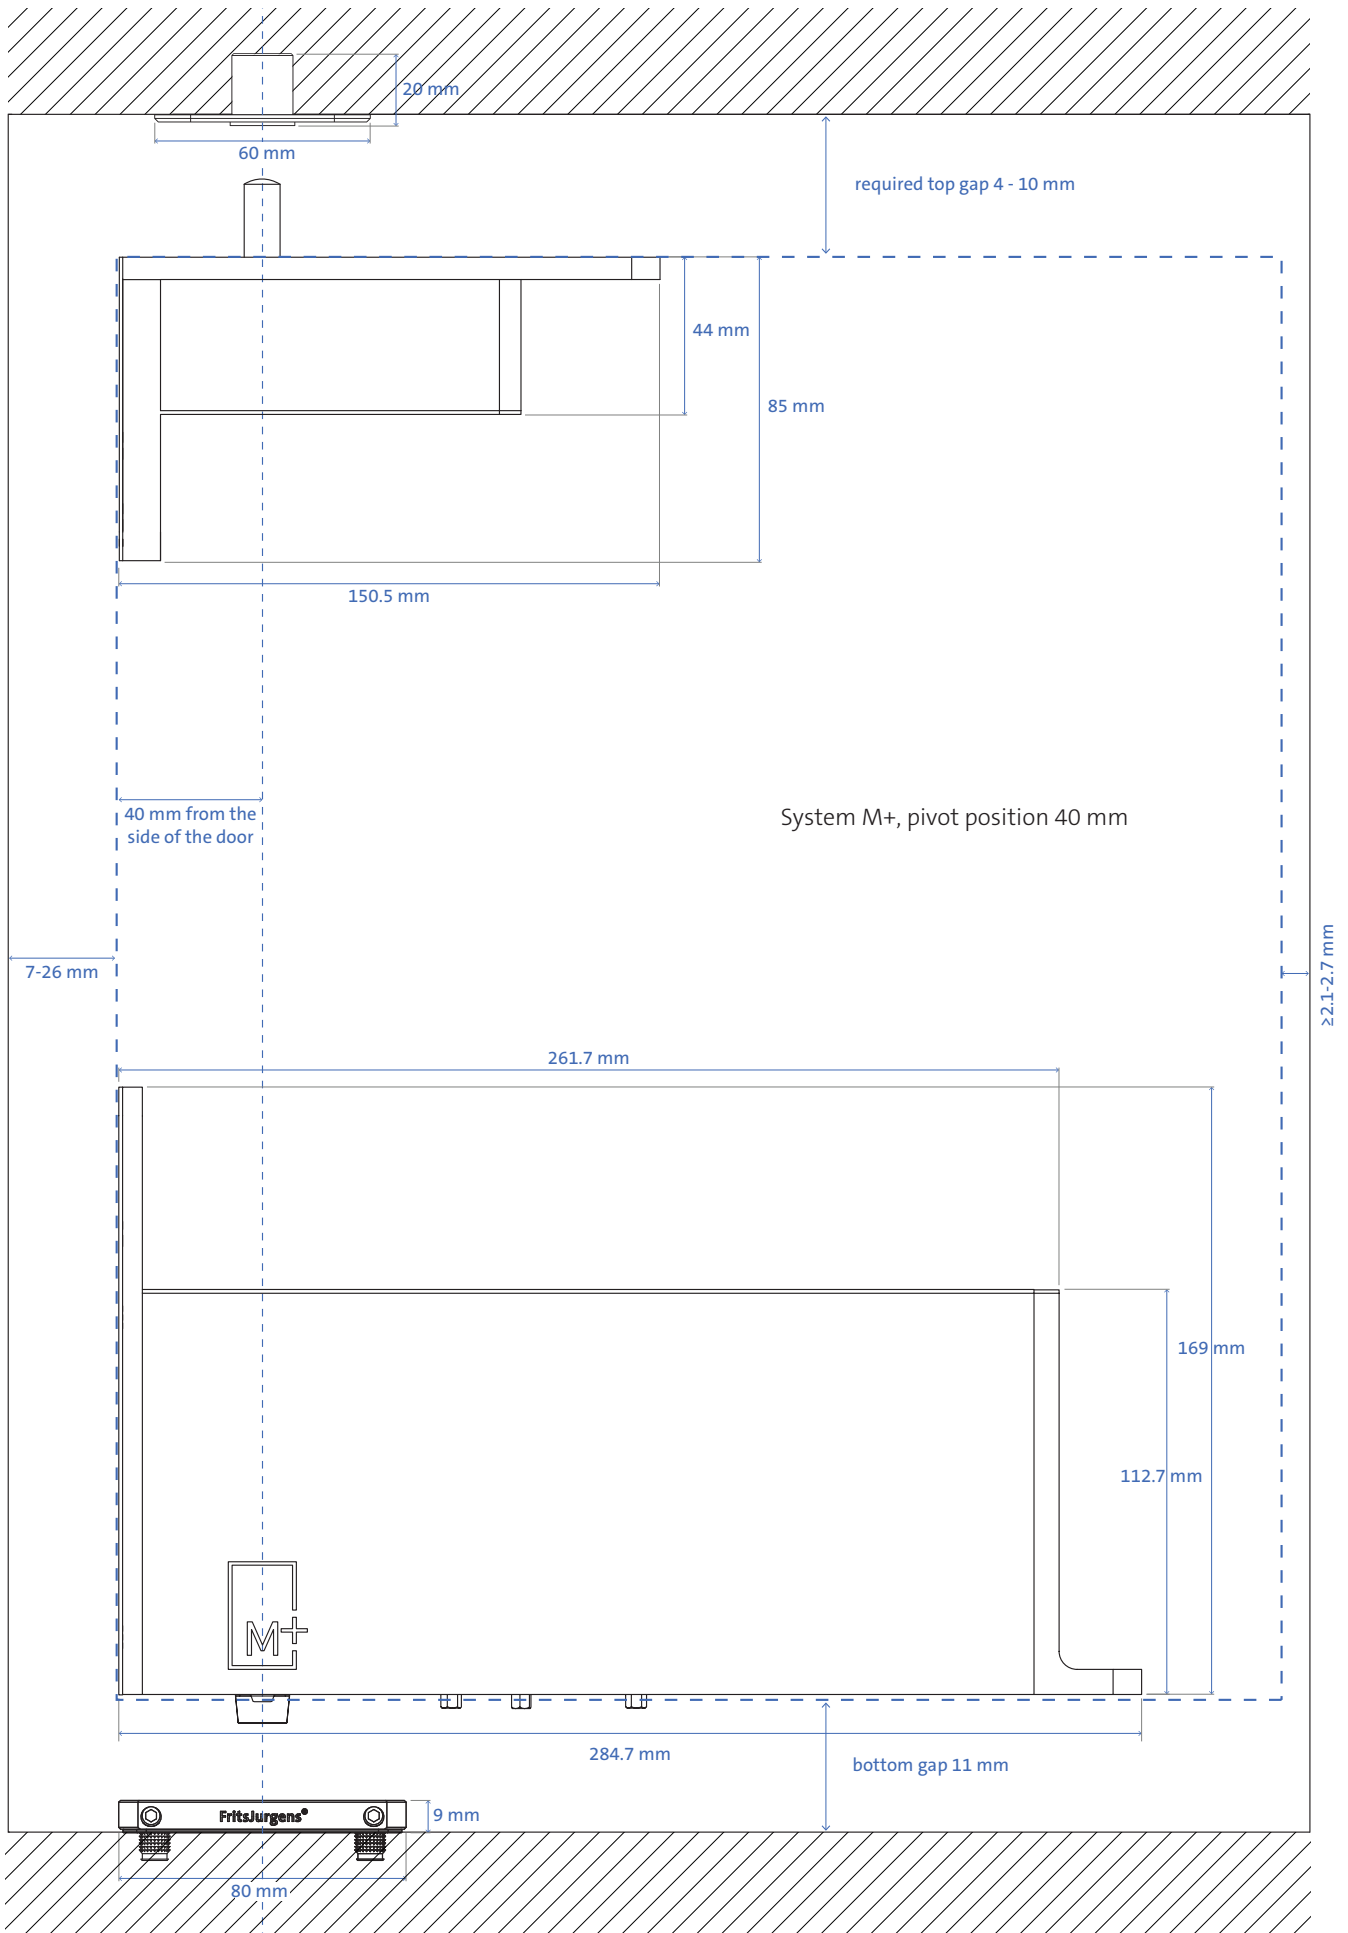 20 mm
60 mm
required top gap 4 - 10 mm
44 mm
85 mm
150.5 mm
40 mm from the
side of the door
System M+, pivot position 40 mm
7-26 mm
≥2.1-2.7 mm
261.7 mm
169 mm
112.7 mm
M+
284.7 mm
bottom gap 11 mm
FritsJurgens®
9 mm
80 mm